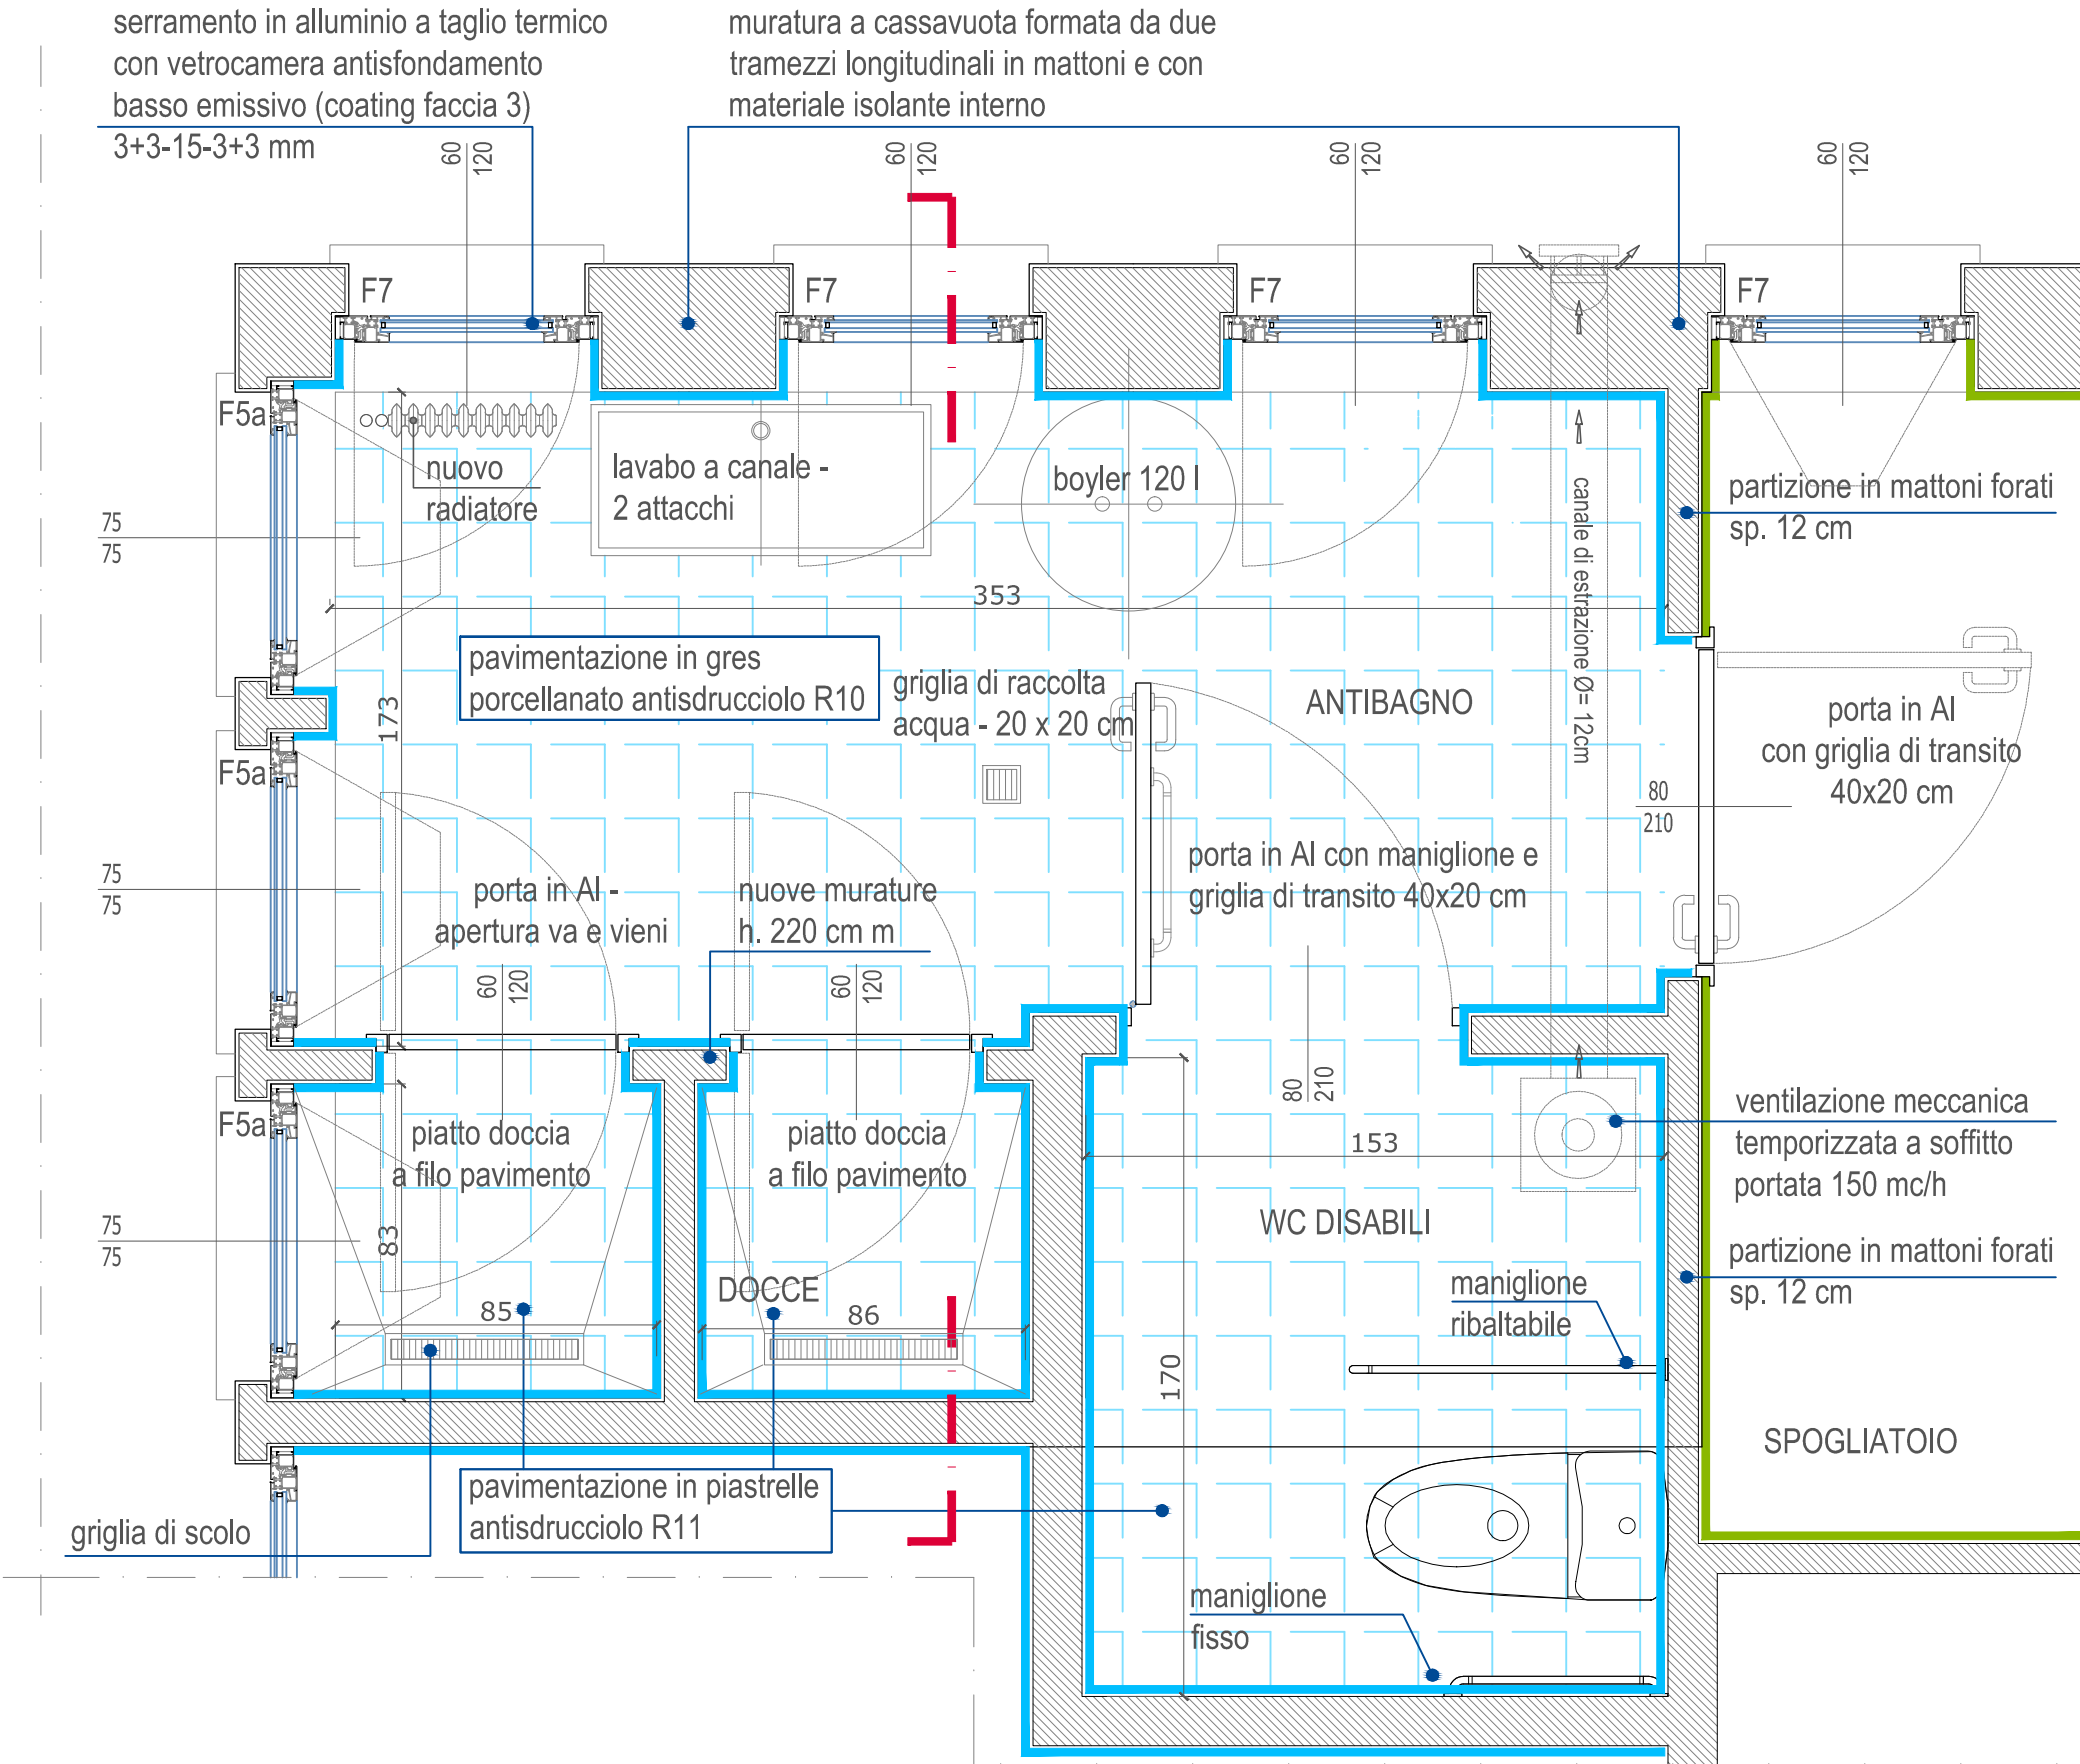 serramento in alluminio a taglio termico
con vetrocamera antisfondamento
basso emissivo (coating faccia 3)
3+3-15-3+3 mm
muratura a cassavuota formata da due
tramezzi longitudinali in mattoni e con
materiale isolante interno
60
120
60
120
60
120
60
120
F7
F7
F7
F7
F5a
nuovo
radiatore
lavabo a canale -
2 attacchi
boyler 120 l
canale di estrazione Ø= 12cm
partizione in mattoni forati
sp. 12 cm
75
75
353
pavimentazione in gres
porcellanato antisdrucciolo R10
griglia di raccolta
acqua - 20 x 20 cm
ANTIBAGNO
173
porta in Al
con griglia di transito
40x20 cm
F5a
80
210
75
75
porta in Al -
apertura va e vieni
nuove murature
h. 220 cm m
porta in Al con maniglione e
griglia di transito 40x20 cm
60
120
60
120
80
210
F5a
piatto doccia
a filo pavimento
piatto doccia
a filo pavimento
153
ventilazione meccanica
temporizzata a soffitto
portata 150 mc/h
75
75
83
WC DISABILI
partizione in mattoni forati
sp. 12 cm
DOCCE
85
86
maniglione
ribaltabile
170
SPOGLIATOIO
pavimentazione in piastrelle
antisdrucciolo R11
griglia di scolo
maniglione
fisso